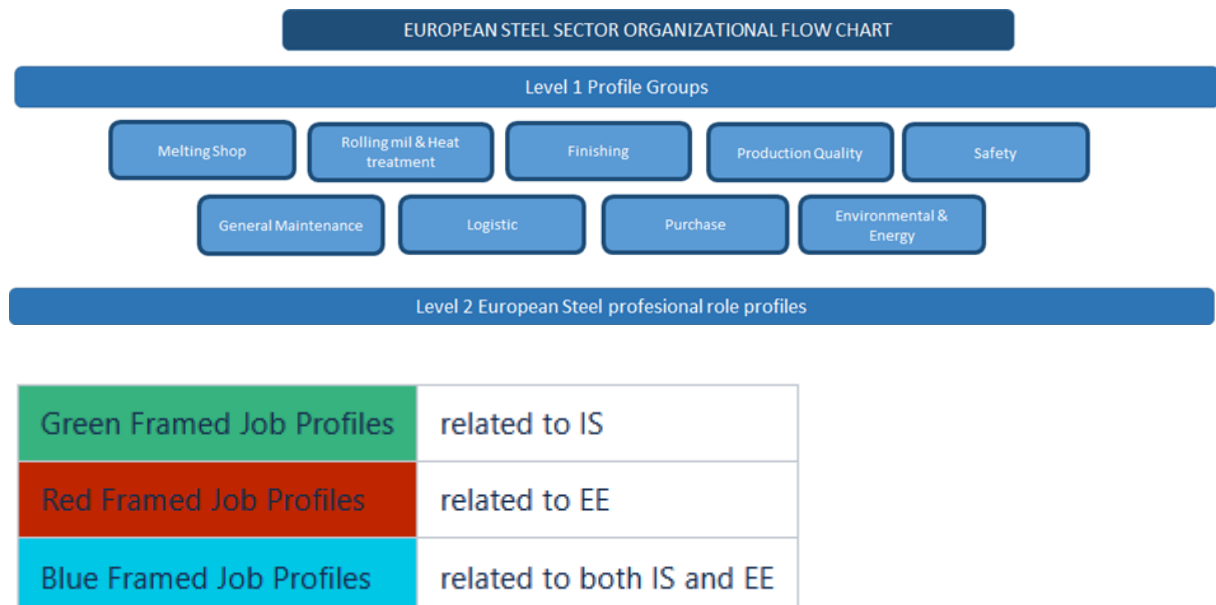 EUROPEAN STEEL SECTOR ORGANIZATIONAL FLOW CHART
Level 1 Profile Groups
Melting Shop
Rolling mil & Heat
treatment
Finishing
Production Quality
Safety
General Maintenance
Logistic
Purchase
Environmental &
Energy
Level 2 European Steel profesional role profiles
Green Framed Job Profiles
related to IS
Red Framed Job Profiles
related to EE
Blue Framed Job Profiles
related to both IS and EE